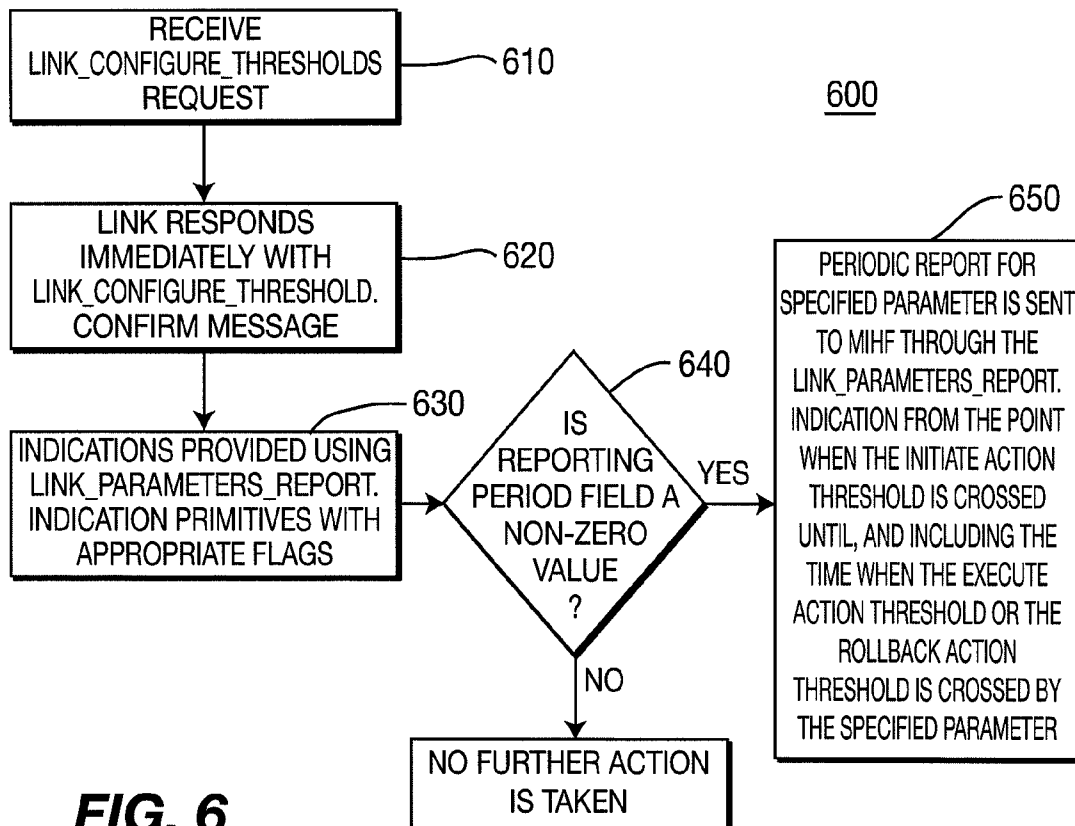 RECEIVE
LINK_CONFIGURE_THRESHOLDS
REQUEST
610
600
LINK RESPONDS
IMMEDIATELY WITH
LINK_CONFIGURE_THRESHOLD.
CONFIRM MESSAGE
620
INDICATIONS PROVIDED USING
LINK_PARAMETERS_REPORT.
INDICATION PRIMITIVES WITH
APPROPRIATE FLAGS
630
IS
REPORTING
PERIOD FIELD A
NON-ZERO
VALUE
?
640
YES
NO
650
PERIODIC REPORT FOR
SPECIFIED PARAMETER IS SENT
TO MIHF THROUGH THE
LINK_PARAMETERS_REPORT.
INDICATION FROM THE POINT
WHEN THE INITIATE ACTION
THRESHOLD IS CROSSED
UNTIL, AND INCLUDING THE
TIME WHEN THE EXECUTE
ACTION THRESHOLD OR THE
ROLLBACK ACTION
THRESHOLD IS CROSSED BY
THE SPECIFIED PARAMETER
NO FURTHER ACTION
IS TAKEN
FIG. 6